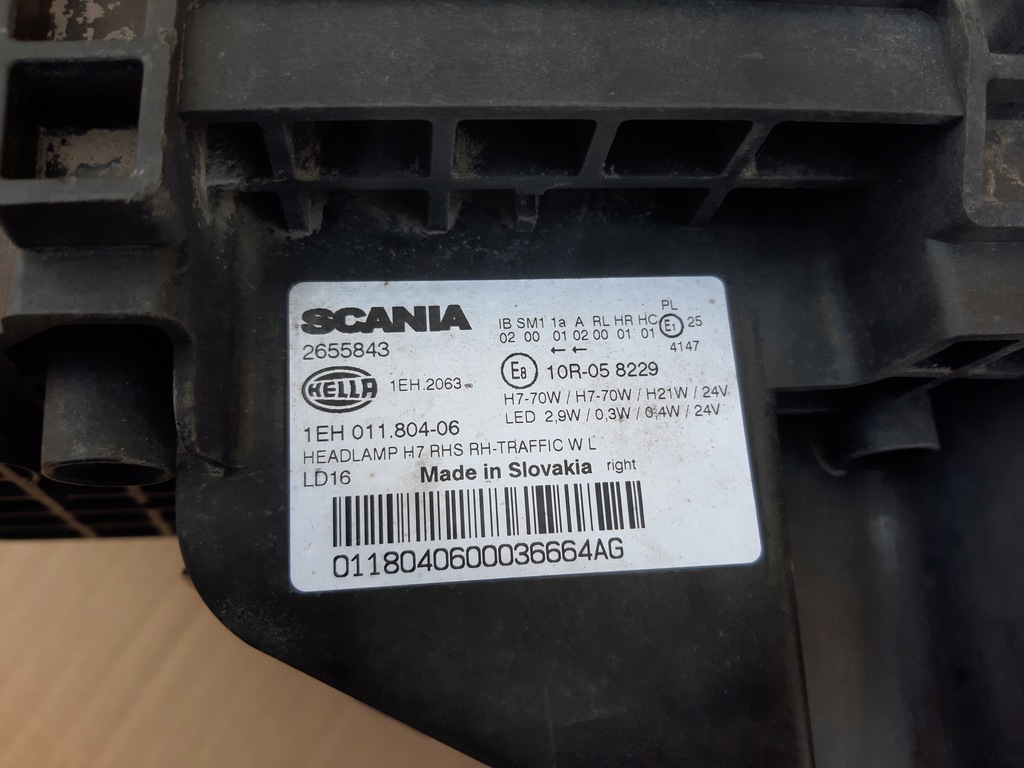 SCANIA
2655843
IB SM1 1a A RL HR HC PL
02 00 01 02 00 01 01 E1 25
← ← 4147
HELLA 1EH.2063-
E8 10R-05 8229
H7-70W / H7-70W / H21W / 24V
LED 2,9W / 0,3W / 0,4W / 24V
1EH 011.804-06
HEADLAMP H7 RHS RH-TRAFFIC W L
LD16 Made in Slovakia right
0118040600036664AG